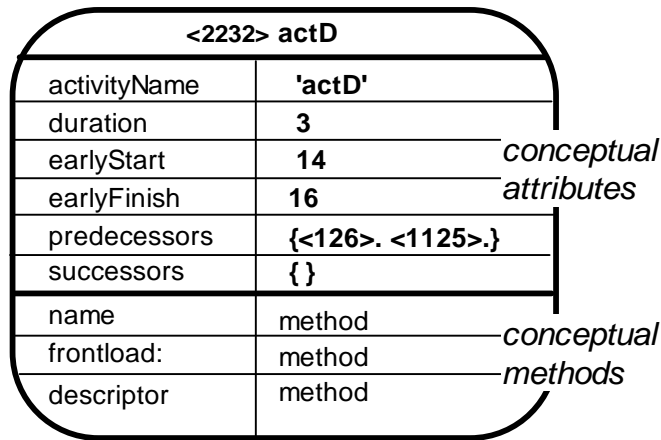 <2232> actD
activityName 'actD'
duration 3
earlyStart 14
earlyFinish 16
predecessors {<126>. <1125>.}
successors { }
conceptual
attributes
name method
frontload: method
descriptor method
conceptual
methods